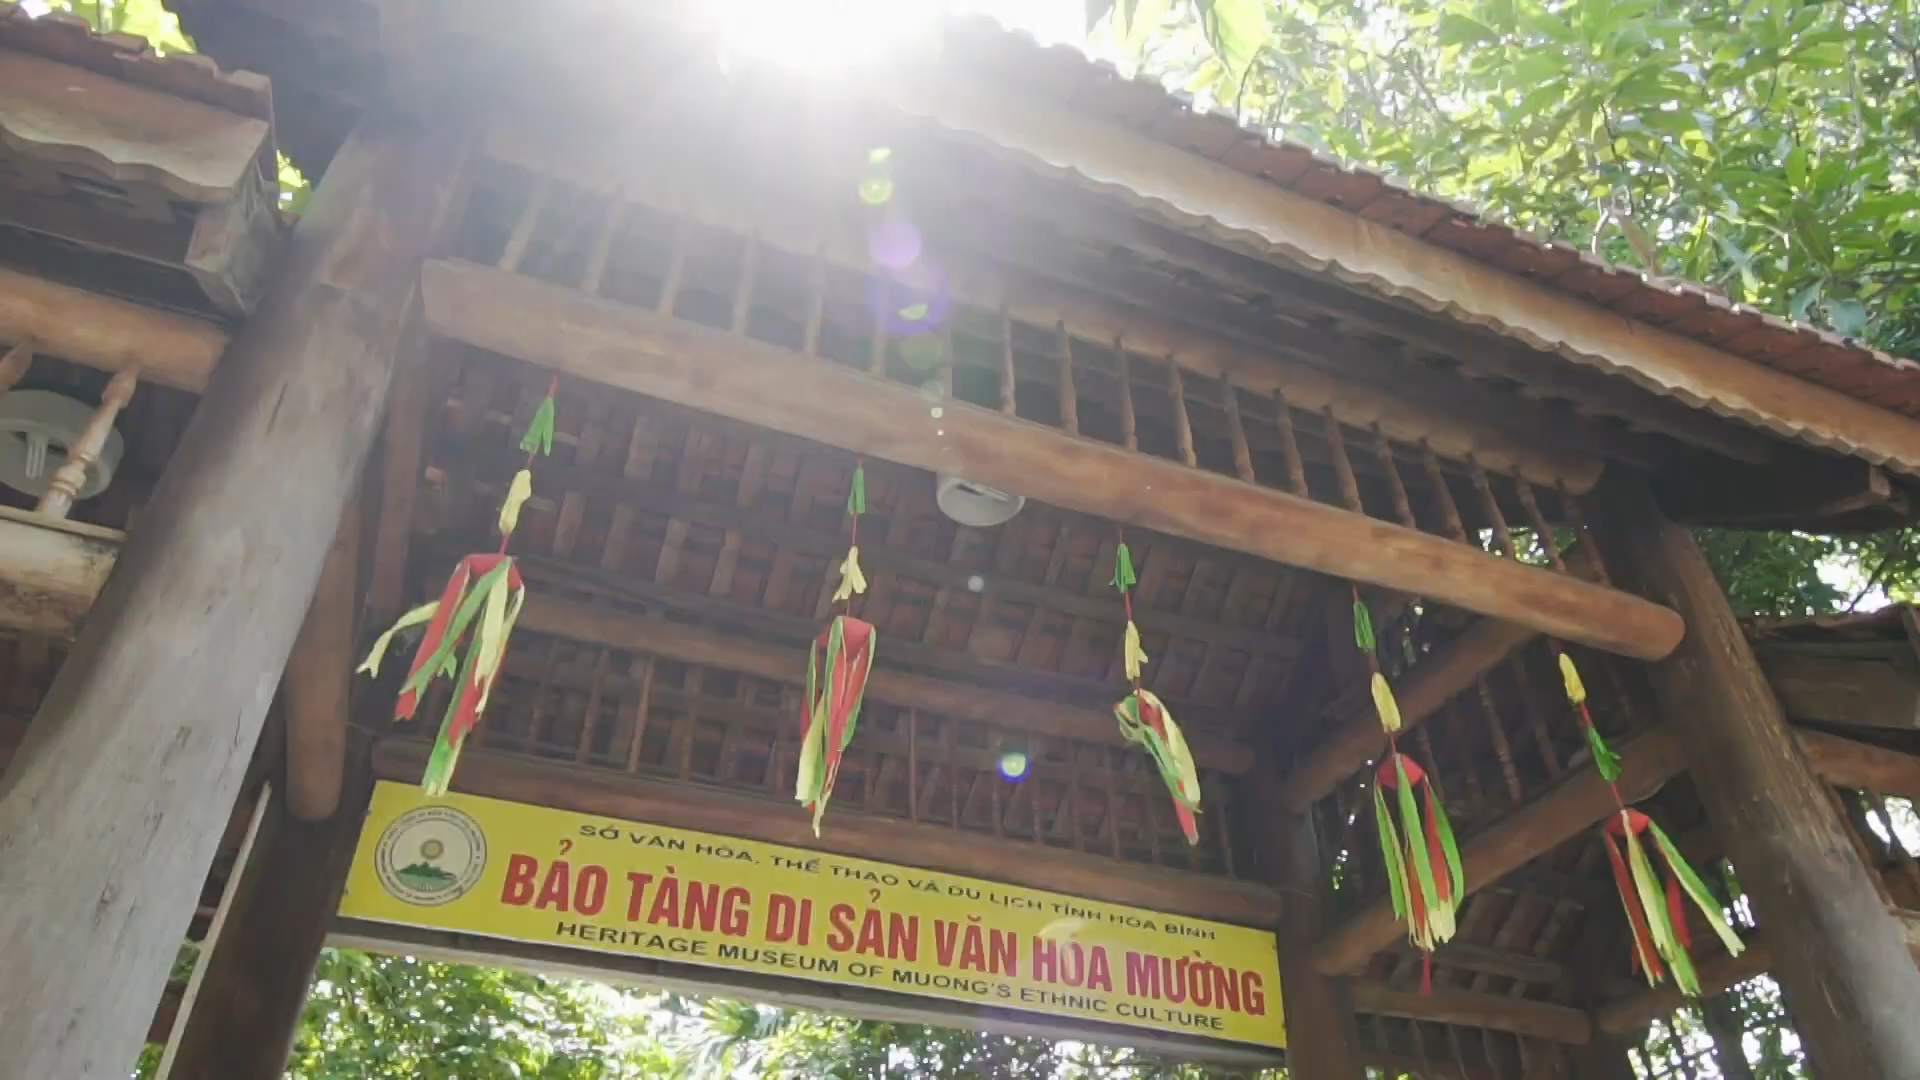 SỞ VĂN HÓA, THỂ THAO VÀ DU LỊCH TỈNH HÒA BÌNH
BẢO TÀNG DI SẢN VĂN HÓA MƯỜNG
HERITAGE MUSEUM OF MUONG'S ETHNIC CULTURE